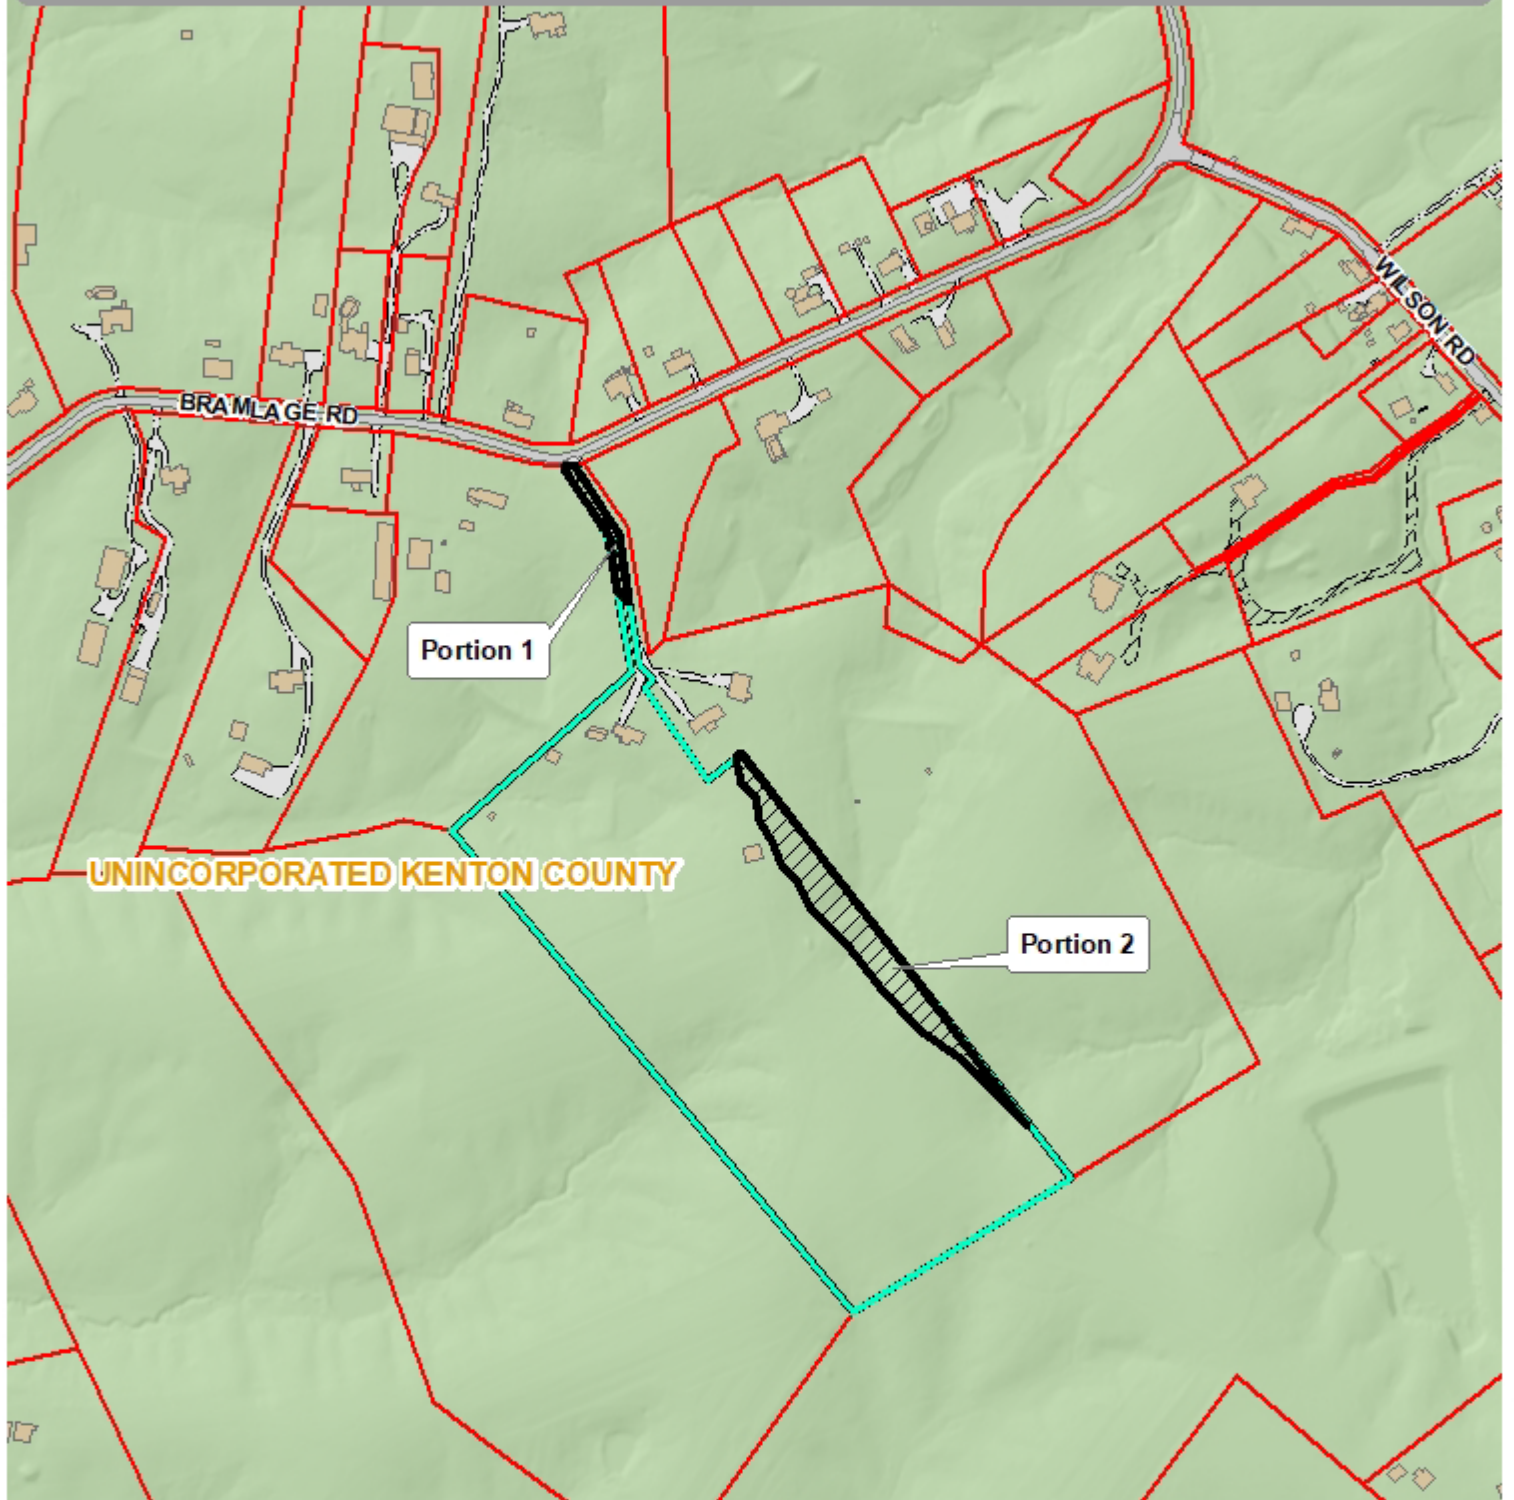 BRAMLAGE RD
WILSON RD
Portion 1
UNINCORPORATED KENTON COUNTY
Portion 2